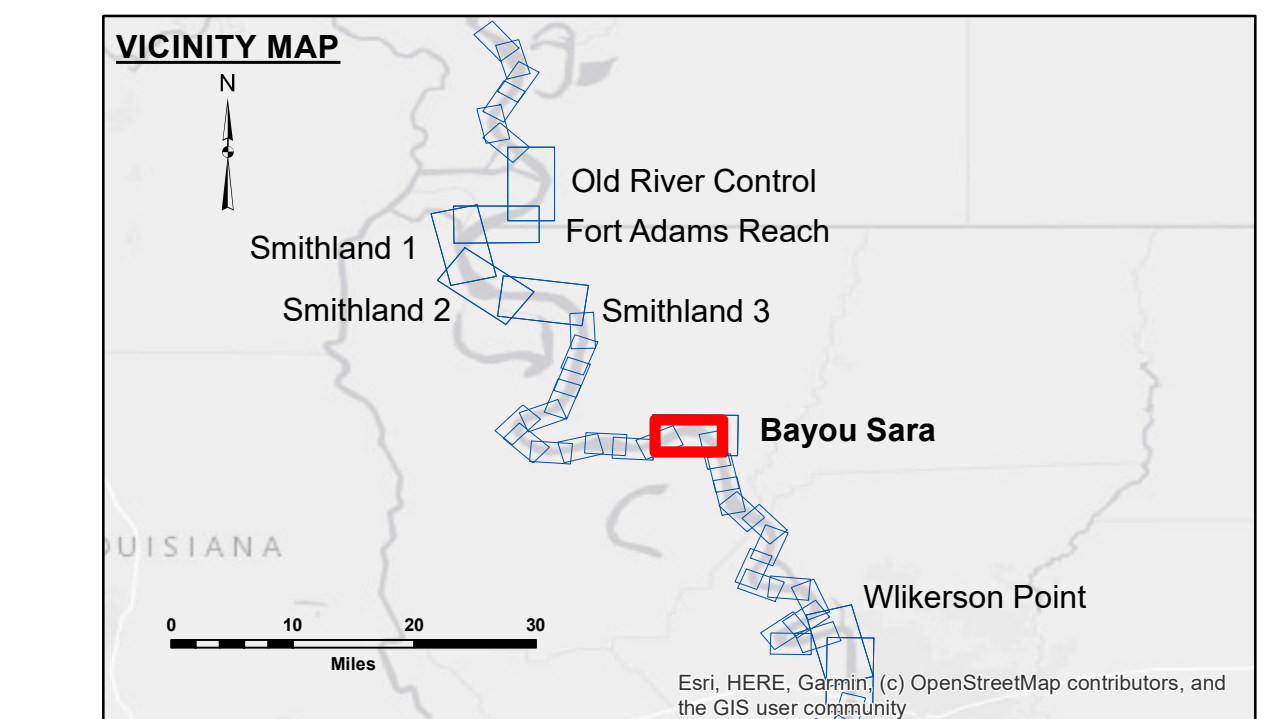 VICINITY MAP
N
Old River Control
Fort Adams Reach
Smithland 1
Smithland 2
Smithland 3
Bayou Sara
OUISIANA
Wlikerson Point
0 10 20 30
Miles
Esri, HERE, Garmin, (c) OpenStreetMap contributors, and
the GIS user community